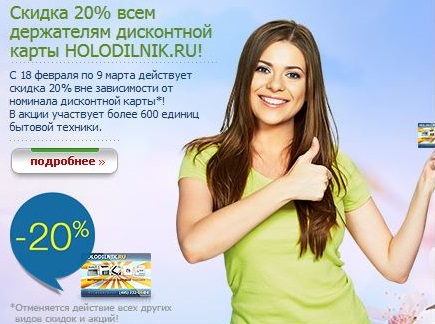 Скидка 20% всем
держателям дисконтной
карты HOLODILNIK.RU!
С 18 февраля по 9 марта действует
скидка 20% вне зависимости от
номинала дисконтной карты*!
В акции участвует более 600 единиц
бытовой техники.
подробнее »
-20%
HOLODILNIK.RU
*Отменяется действие всех других
видов скидок и акций!